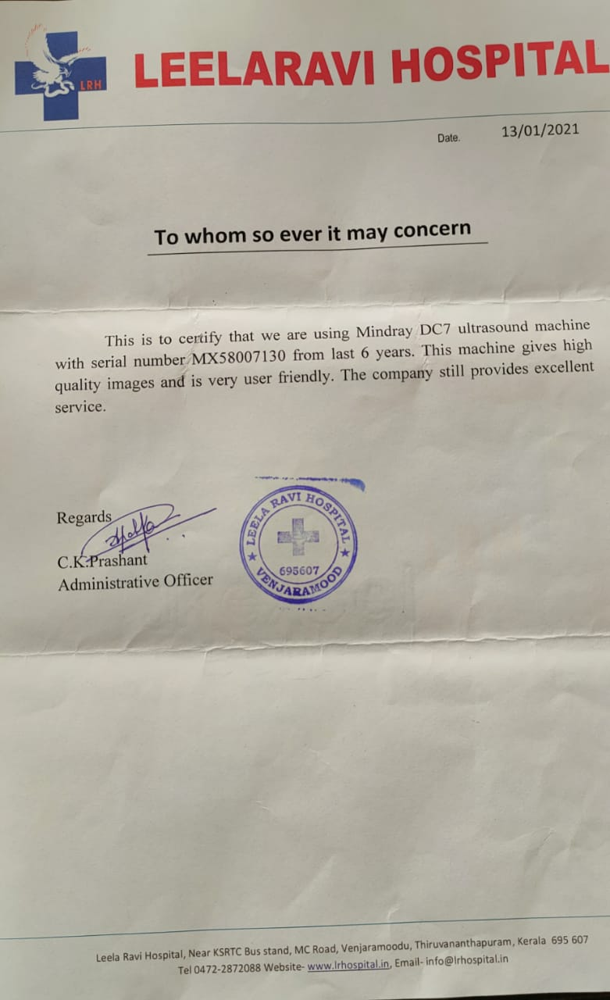 LRH
LEELARAVI HOSPITAL
Date. 13/01/2021
To whom so ever it may concern
This is to certify that we are using Mindray DC7 ultrasound machine
with serial number MX58007130 from last 6 years. This machine gives high
quality images and is very user friendly. The company still provides excellent
service.
Regards
C.K.Prashant
Administrative Officer
LEELA RAVI HOSPITAL
695607
VENJARAMOOD
Leela Ravi Hospital, Near KSRTC Bus stand, MC Road, Venjaramoodu, Thiruvananthapuram, Kerala 695 607
Tel 0472-2872088 Website- www.lrhospital.in, Email- info@lrhospital.in